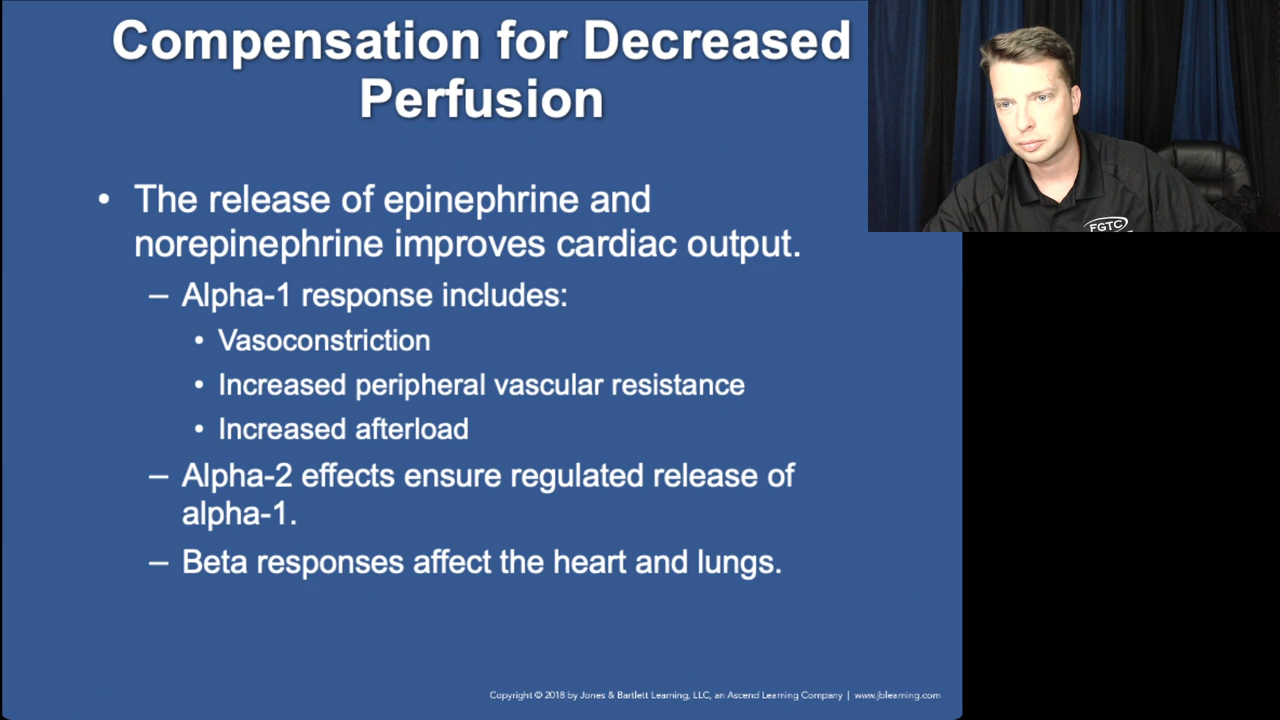 Compensation for Decreased
Perfusion
• The release of epinephrine and
norepinephrine improves cardiac output.
– Alpha-1 response includes:
• Vasoconstriction
• Increased peripheral vascular resistance
• Increased afterload
– Alpha-2 effects ensure regulated release of
alpha-1.
– Beta responses affect the heart and lungs.
Copyright © 2018 by Jones & Bartlett Learning, LLC, an Ascend Learning Company | www.jblearning.com
FGTC